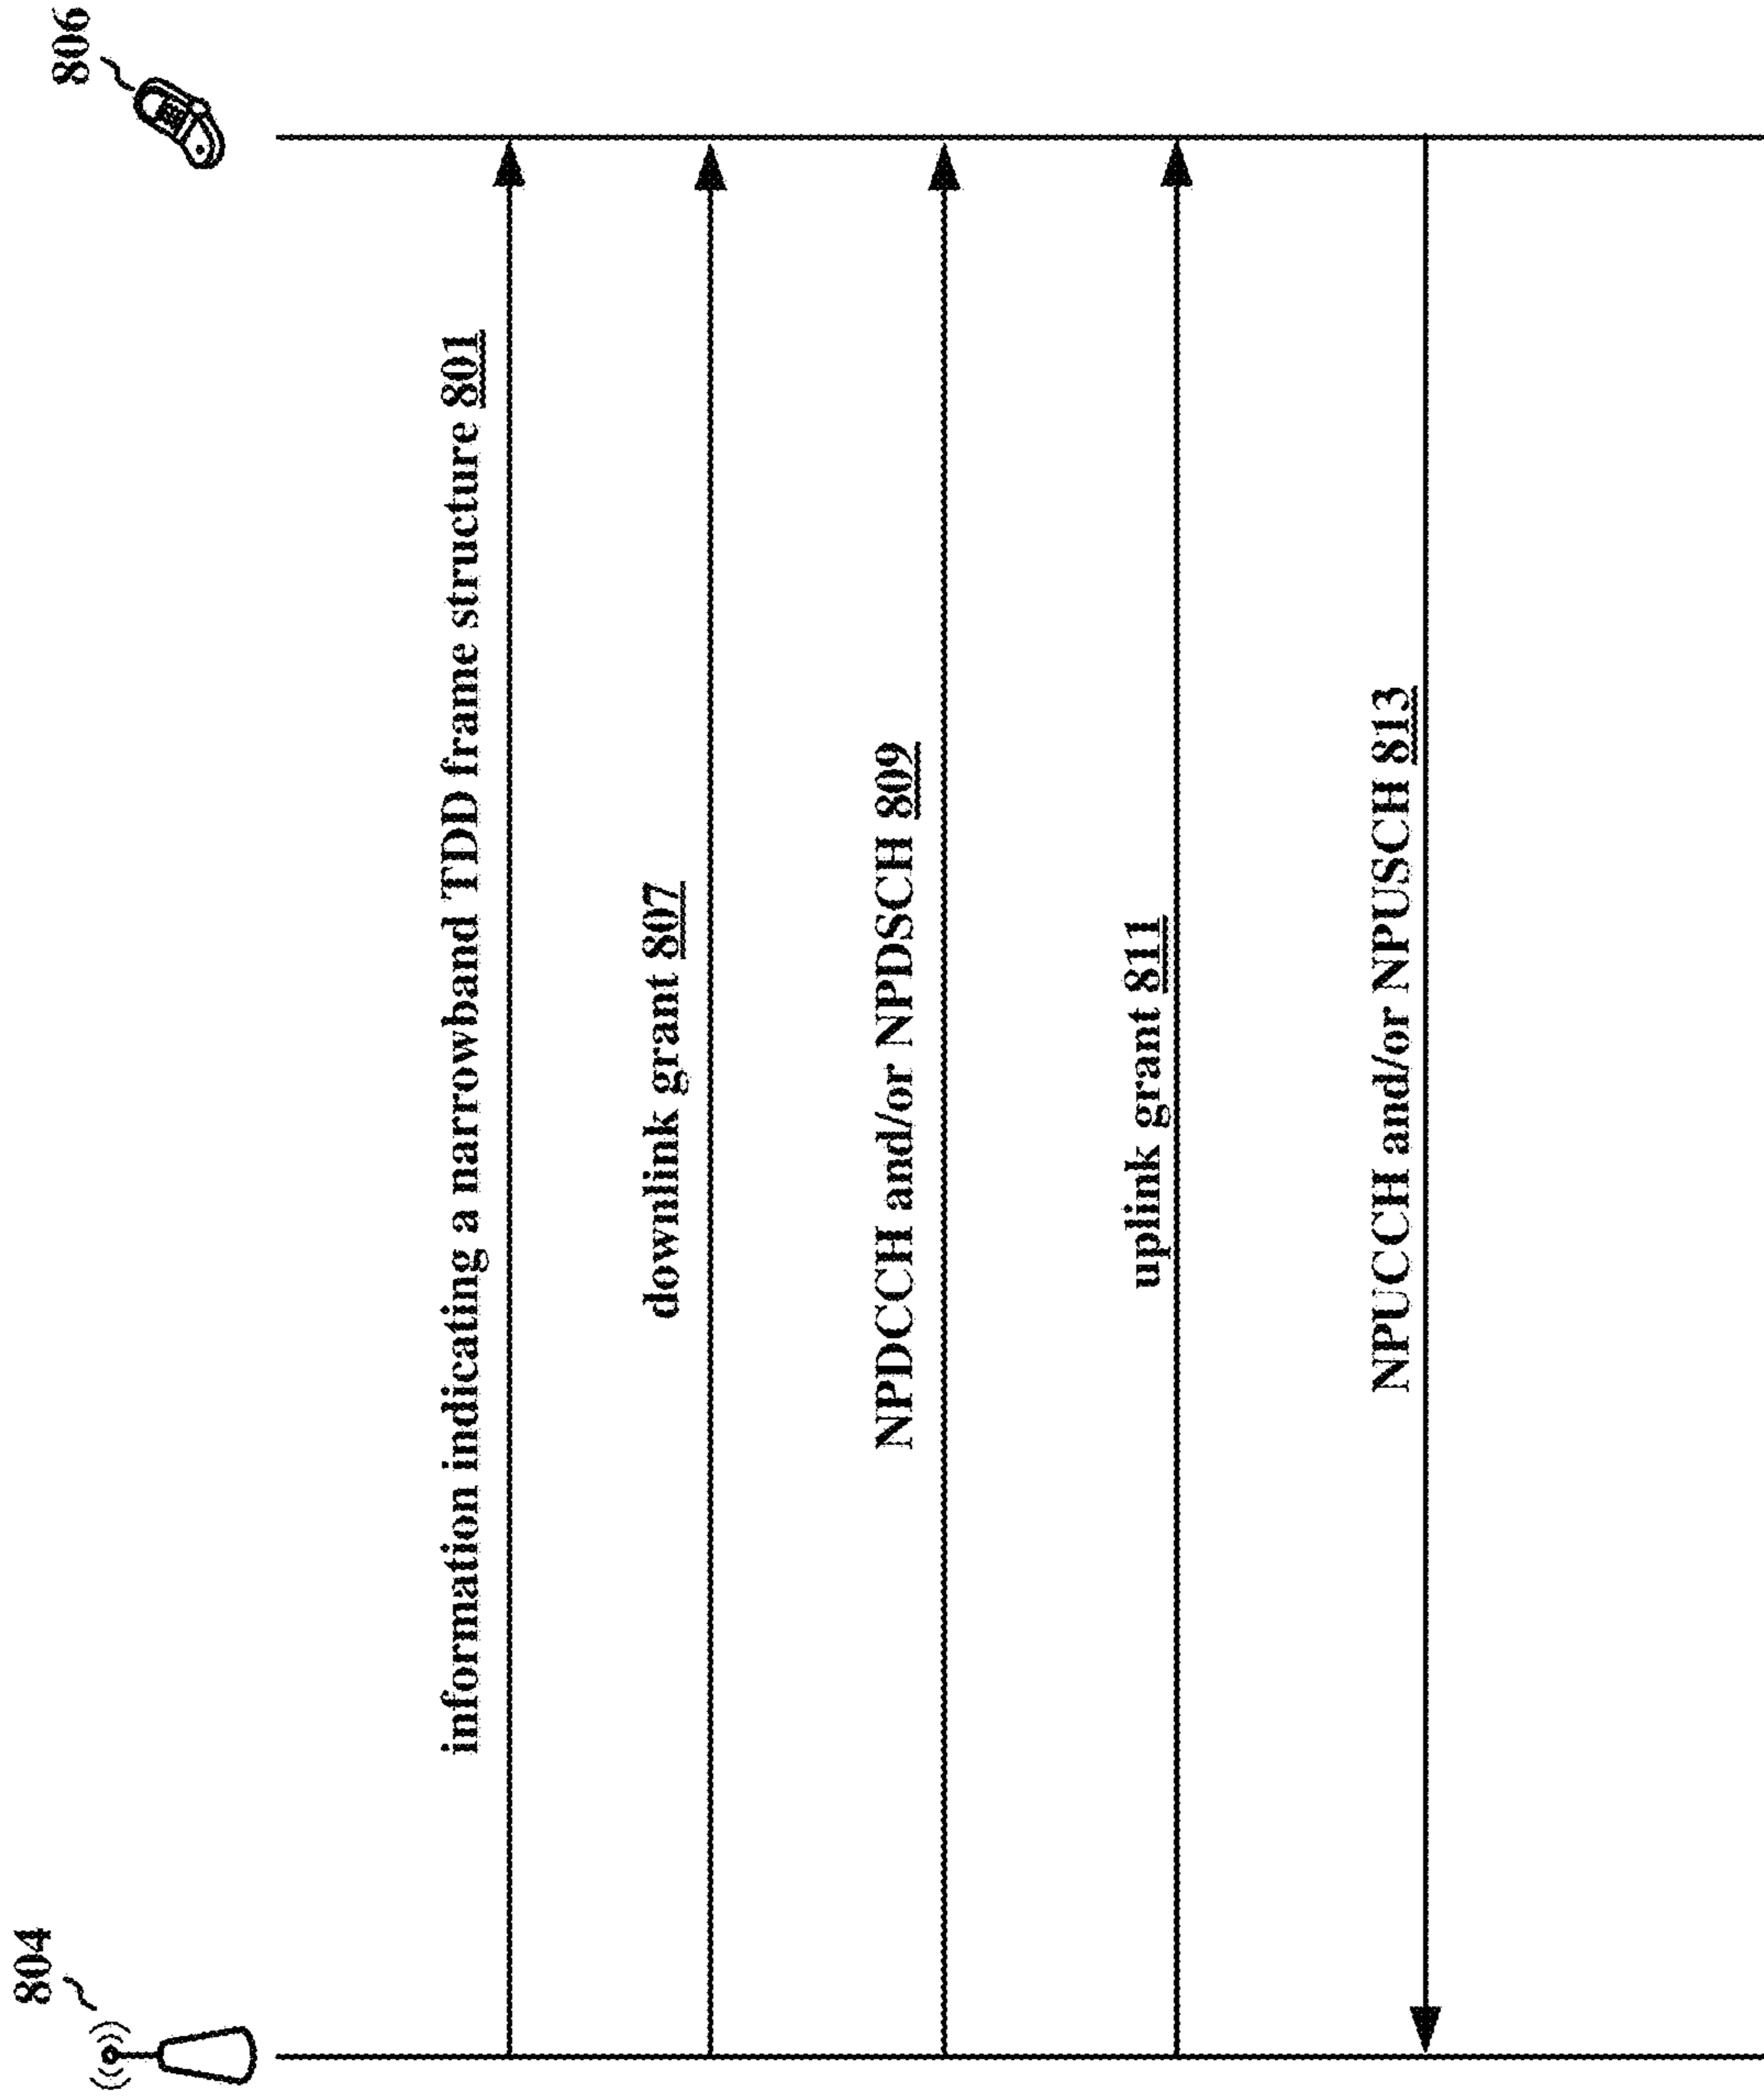 804
806
information indicating a narrowband TDD frame structure 801
downlink grant 807
NPDCCH and/or NPDSCH 809
uplink grant 811
NPUCCH and/or NPUSCH 813